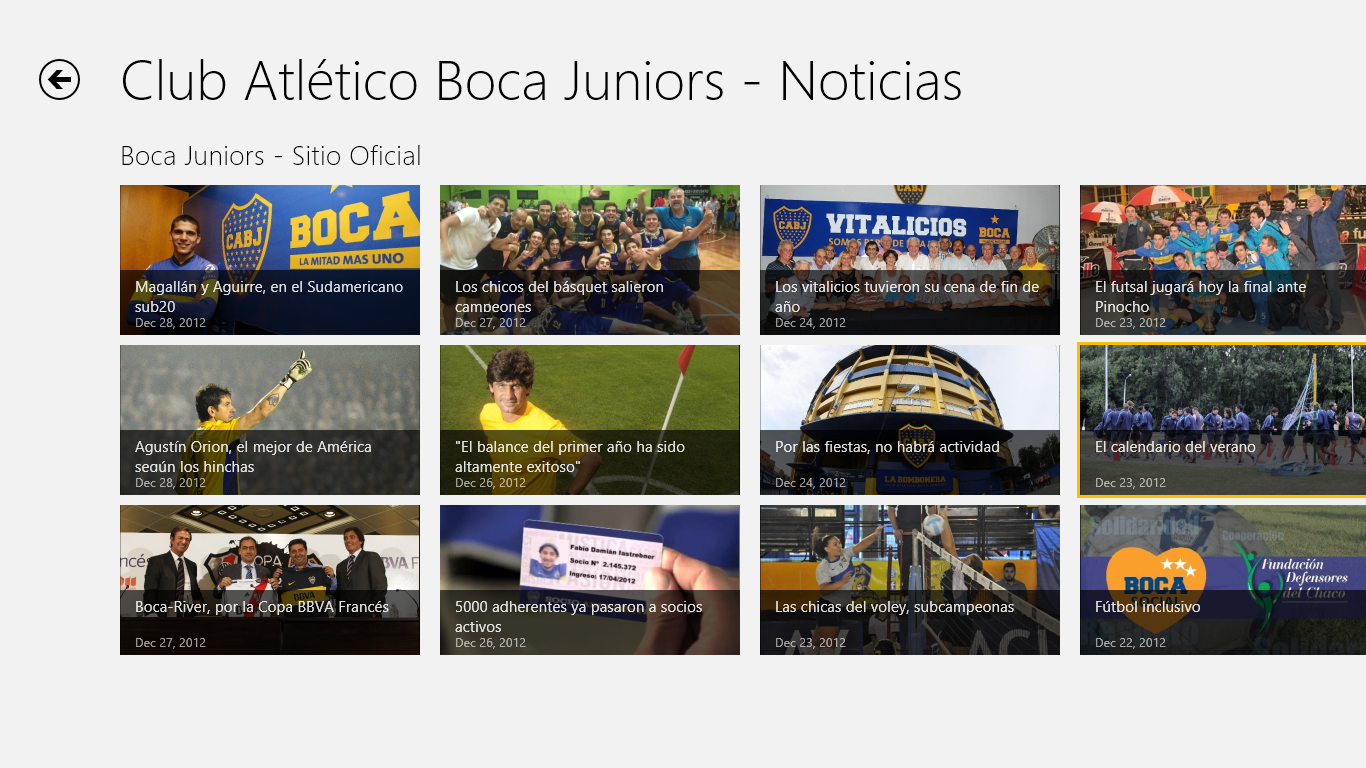 Club Atlético Boca Juniors - Noticias
Boca Juniors - Sitio Oficial
CABJ
BOCA
LA MITAD MAS UNO
Magallán y Aguirre, en el Sudamericano
sub20
Dec 28, 2012
Agustín Orion, el mejor de América
según los hinchas
Dec 28, 2012
BBVA
Boca-River, por la Copa BBVA Francés
Dec 27, 2012
Los chicos del básquet salieron
campeones
Dec 27, 2012
"El balance del primer año ha sido
altamente exitoso"
Dec 26, 2012
Fabio Damián Iastrebner
Socio Nº 2.145.372
Ingreso: 17/04/2012
5000 adherentes ya pasaron a socios
activos
Dec 26, 2012
CABJ
VITALICIOS
BOCA
Los vitalicios tuvieron su cena de fin de
año
Dec 24, 2012
Por las fiestas, no habrá actividad
LA BOMBONERA
Dec 24, 2012
Las chicas del voley, subcampeonas
Dec 23, 2012
El futsal jugará hoy la final ante
Pinocho
Dec 23, 2012
El calendario del verano
Dec 23, 2012
Solidaridad
Cooperación
BOCA
SOCIAL
Fundación
Defensores
del Chaco
Fútbol inclusivo
Dec 22, 2012